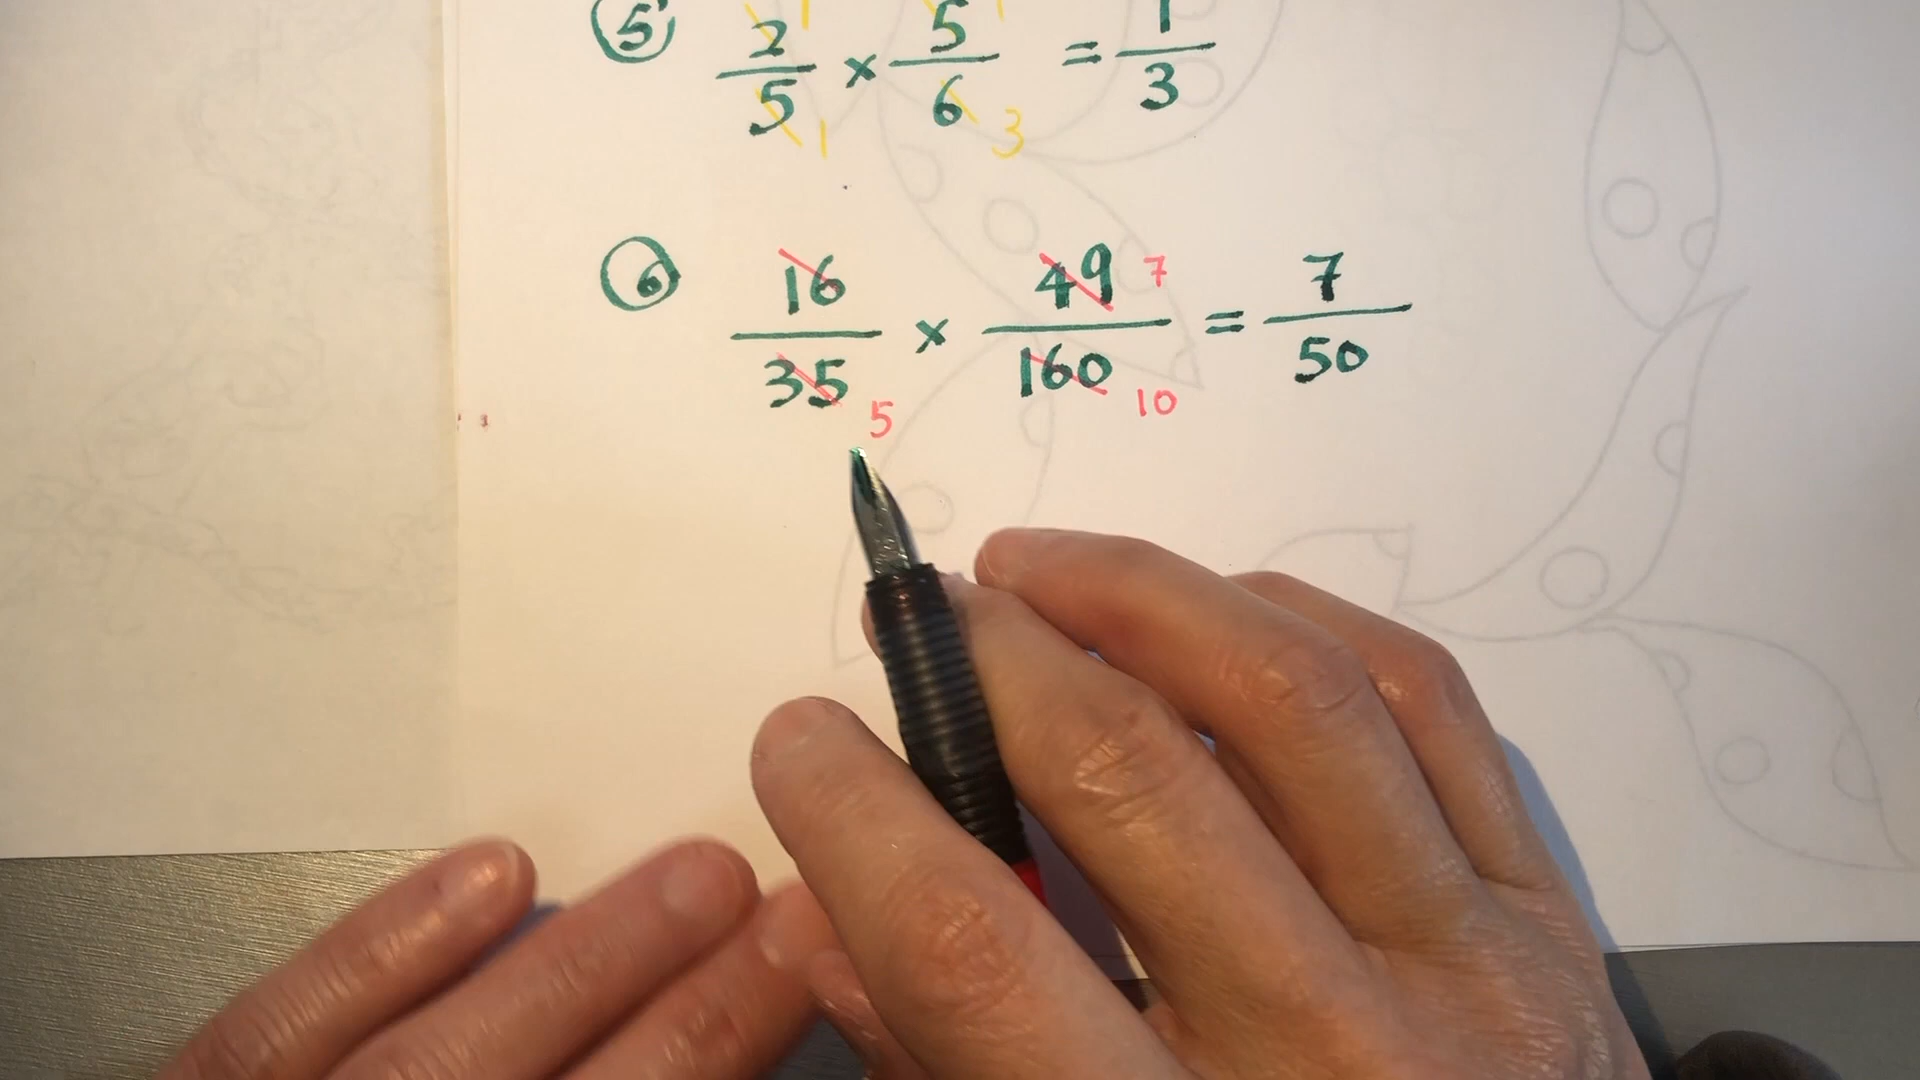 ⑤ 2/5 × 5/6 = 1/3
1 1
1 3
⑥ 16/35 × 49/160 = 7/50
7
5 10